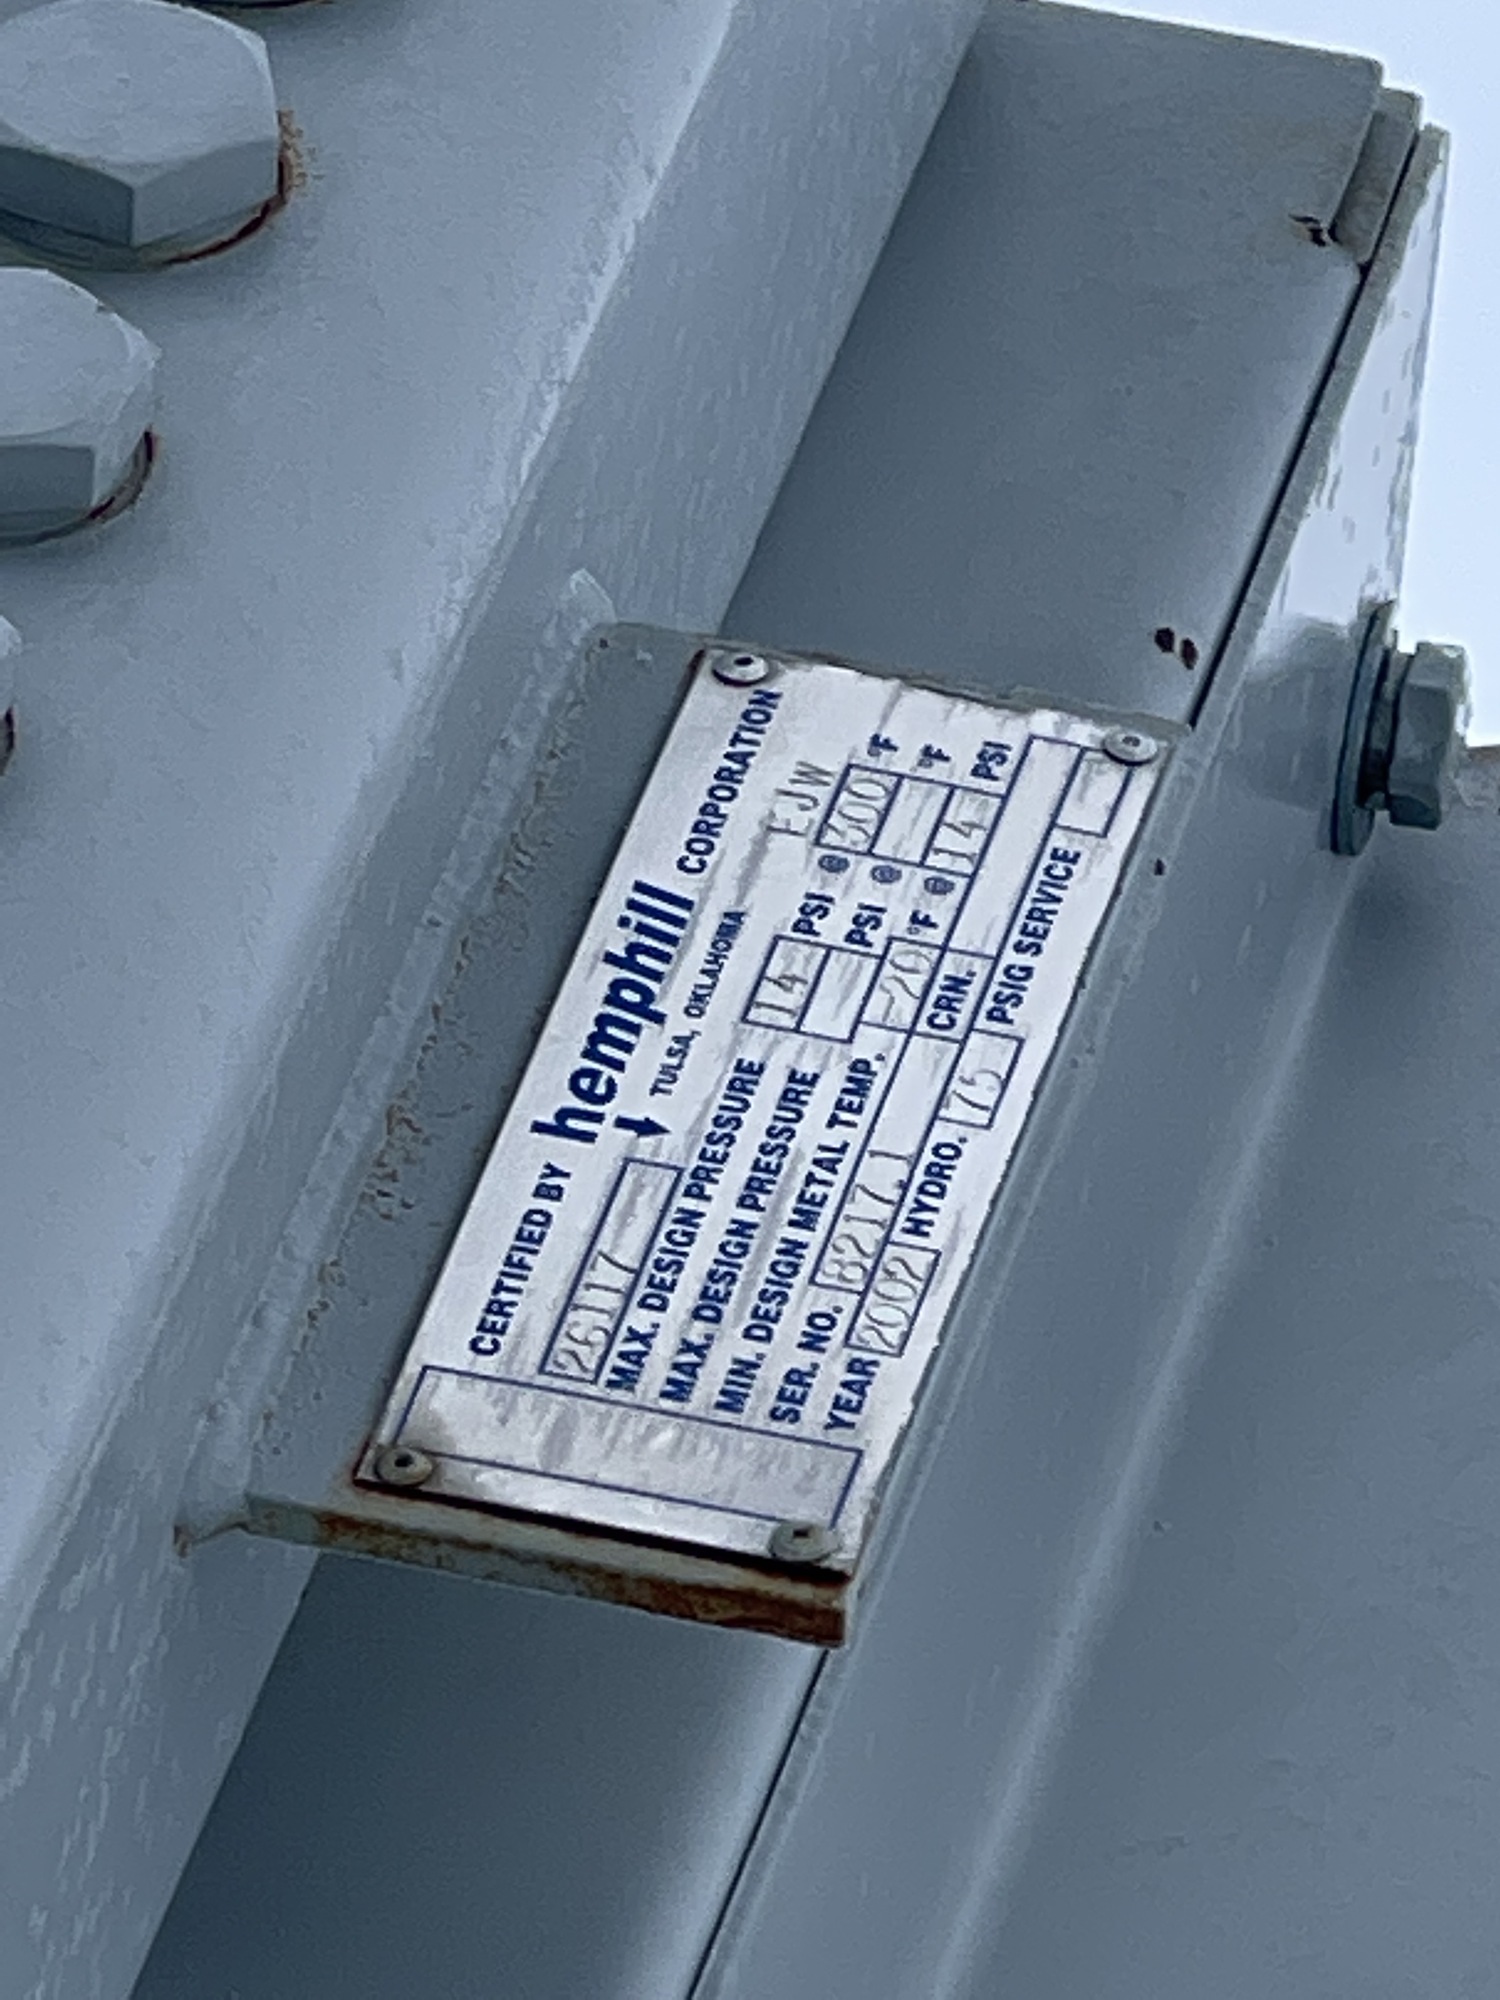 CERTIFIED BY hemphill CORPORATION
TULSA, OKLAHOMA
26117
MAX. DESIGN PRESSURE 14 PSI @ 300 °F
MAX. DESIGN PRESSURE PSI @ °F
MIN. DESIGN METAL TEMP. -20 °F @ 14 PSI
SER. NO. 8217.1 CRN.
YEAR 2002 HYDRO. 75 PSIG SERVICE